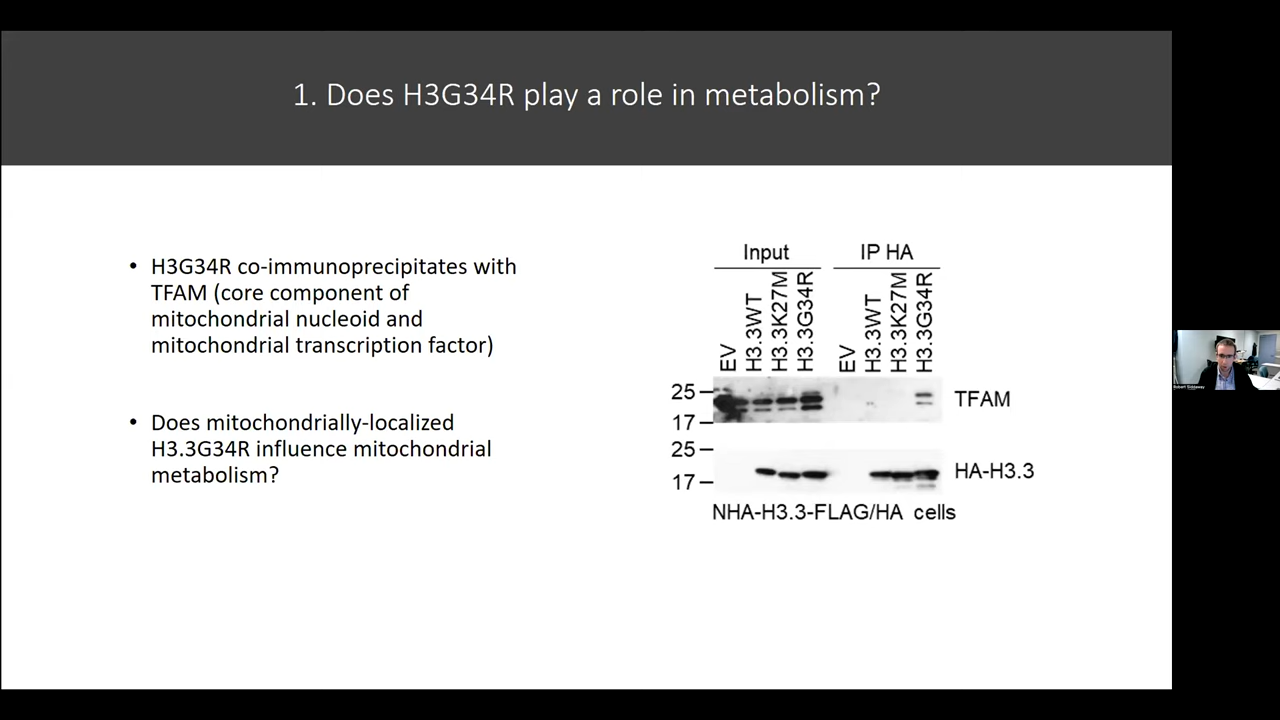 1. Does H3G34R play a role in metabolism?
• H3G34R co-immunoprecipitates with
TFAM (core component of
mitochondrial nucleoid and
mitochondrial transcription factor)
• Does mitochondrially-localized
H3.3G34R influence mitochondrial
metabolism?
Input
IP HA
EV
H3.3WT
H3.3K27M
H3.3G34R
EV
H3.3WT
H3.3K27M
H3.3G34R
25
17
TFAM
25
17
HA-H3.3
NHA-H3.3-FLAG/HA cells
Robert Siddaway